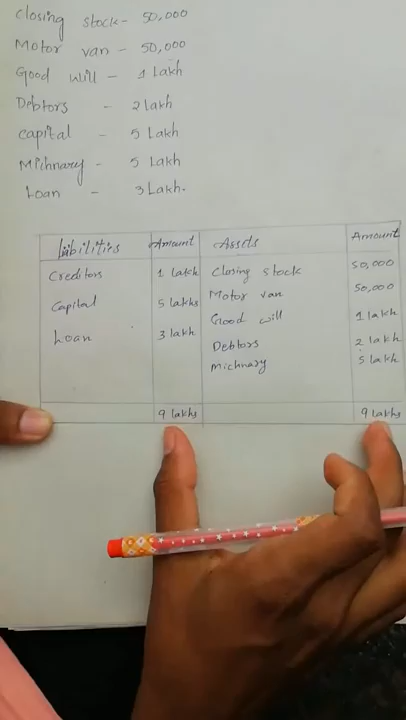 Closing stock - 50,000
Motor van - 50,000
Good will - 1 Lakh
Debtors - 2 lakh
Capital - 5 Lakh
Michnary - 5 Lakh
Loan - 3 Lakh.
Liibilities Amount Assets Amount
Creditors 1 lakh Closing stock 50,000
Capital 5 lakhs Motor van 50,000
Loan 3 lakh Good will 1 lakh
Debtors 2 lakh
Michnary 5 lakh
9 lakhs 9 lakhs